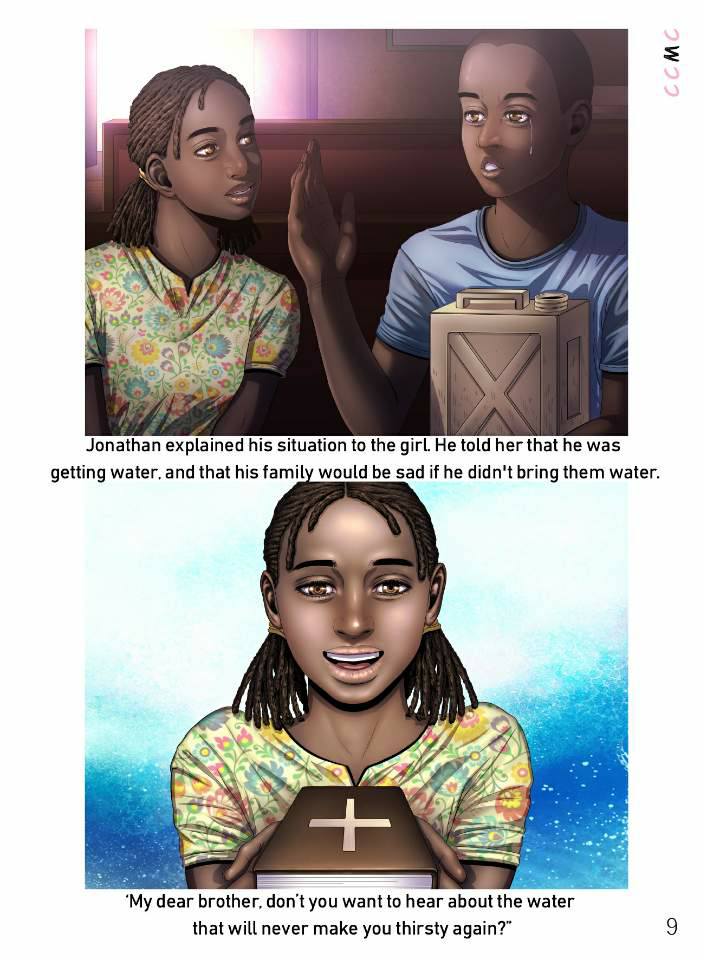 Jonathan explained his situation to the girl. He told her that he was
getting water, and that his family would be sad if he didn't bring them water.
‘My dear brother, don’t you want to hear about the water
that will never make you thirsty again?”
9